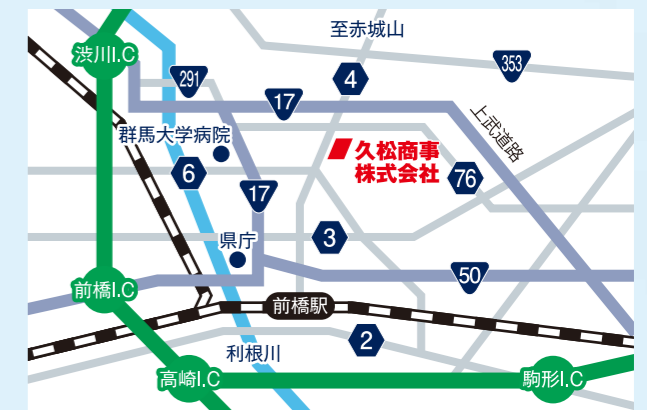 至赤城山
渋川I.C
353
291
4
17
上武道路
群馬大学病院
久松商事
株式会社
6
76
17
3
県庁
50
前橋I.C
前橋駅
2
利根川
高崎I.C
駒形I.C